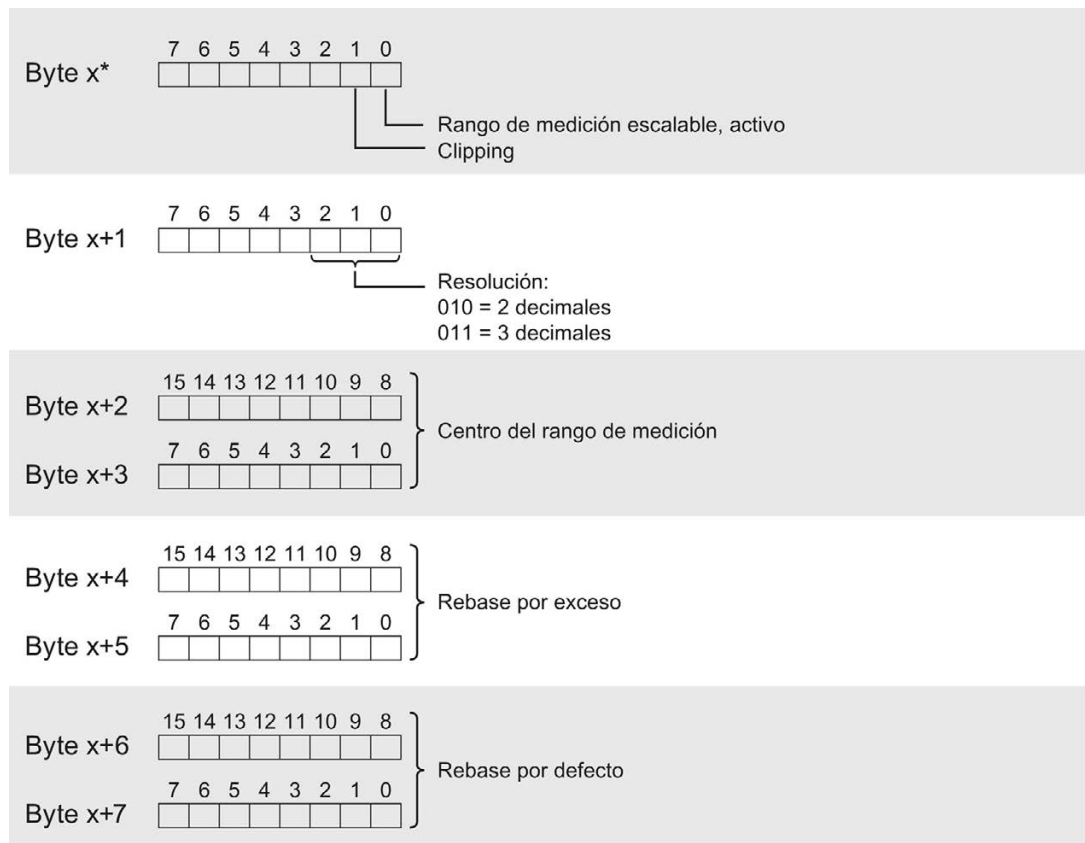 7 6 5 4 3 2 1 0
Byte x*
Rango de medición escalable, activo
Clipping
7 6 5 4 3 2 1 0
Byte x+1
Resolución:
010 = 2 decimales
011 = 3 decimales
15 14 13 12 11 10 9 8
Byte x+2
Centro del rango de medición
7 6 5 4 3 2 1 0
Byte x+3
15 14 13 12 11 10 9 8
Byte x+4
Rebase por exceso
7 6 5 4 3 2 1 0
Byte x+5
15 14 13 12 11 10 9 8
Byte x+6
Rebase por defecto
7 6 5 4 3 2 1 0
Byte x+7